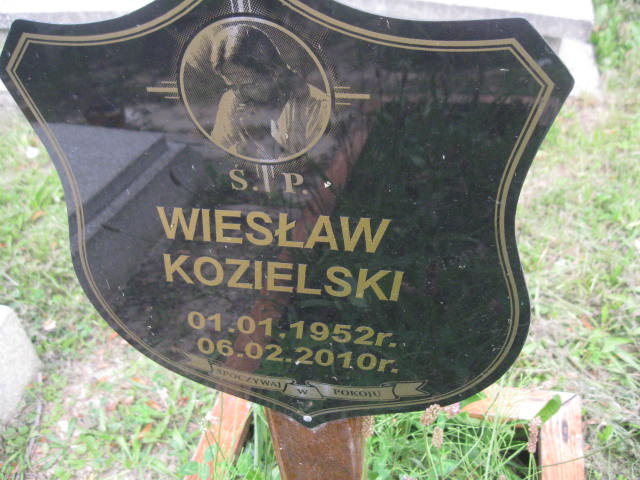 Ś. P.
WIESŁAW
KOZIELSKI
01.01.1952r.
06.02.2010r.
SPOCZYWAJ W POKOJU